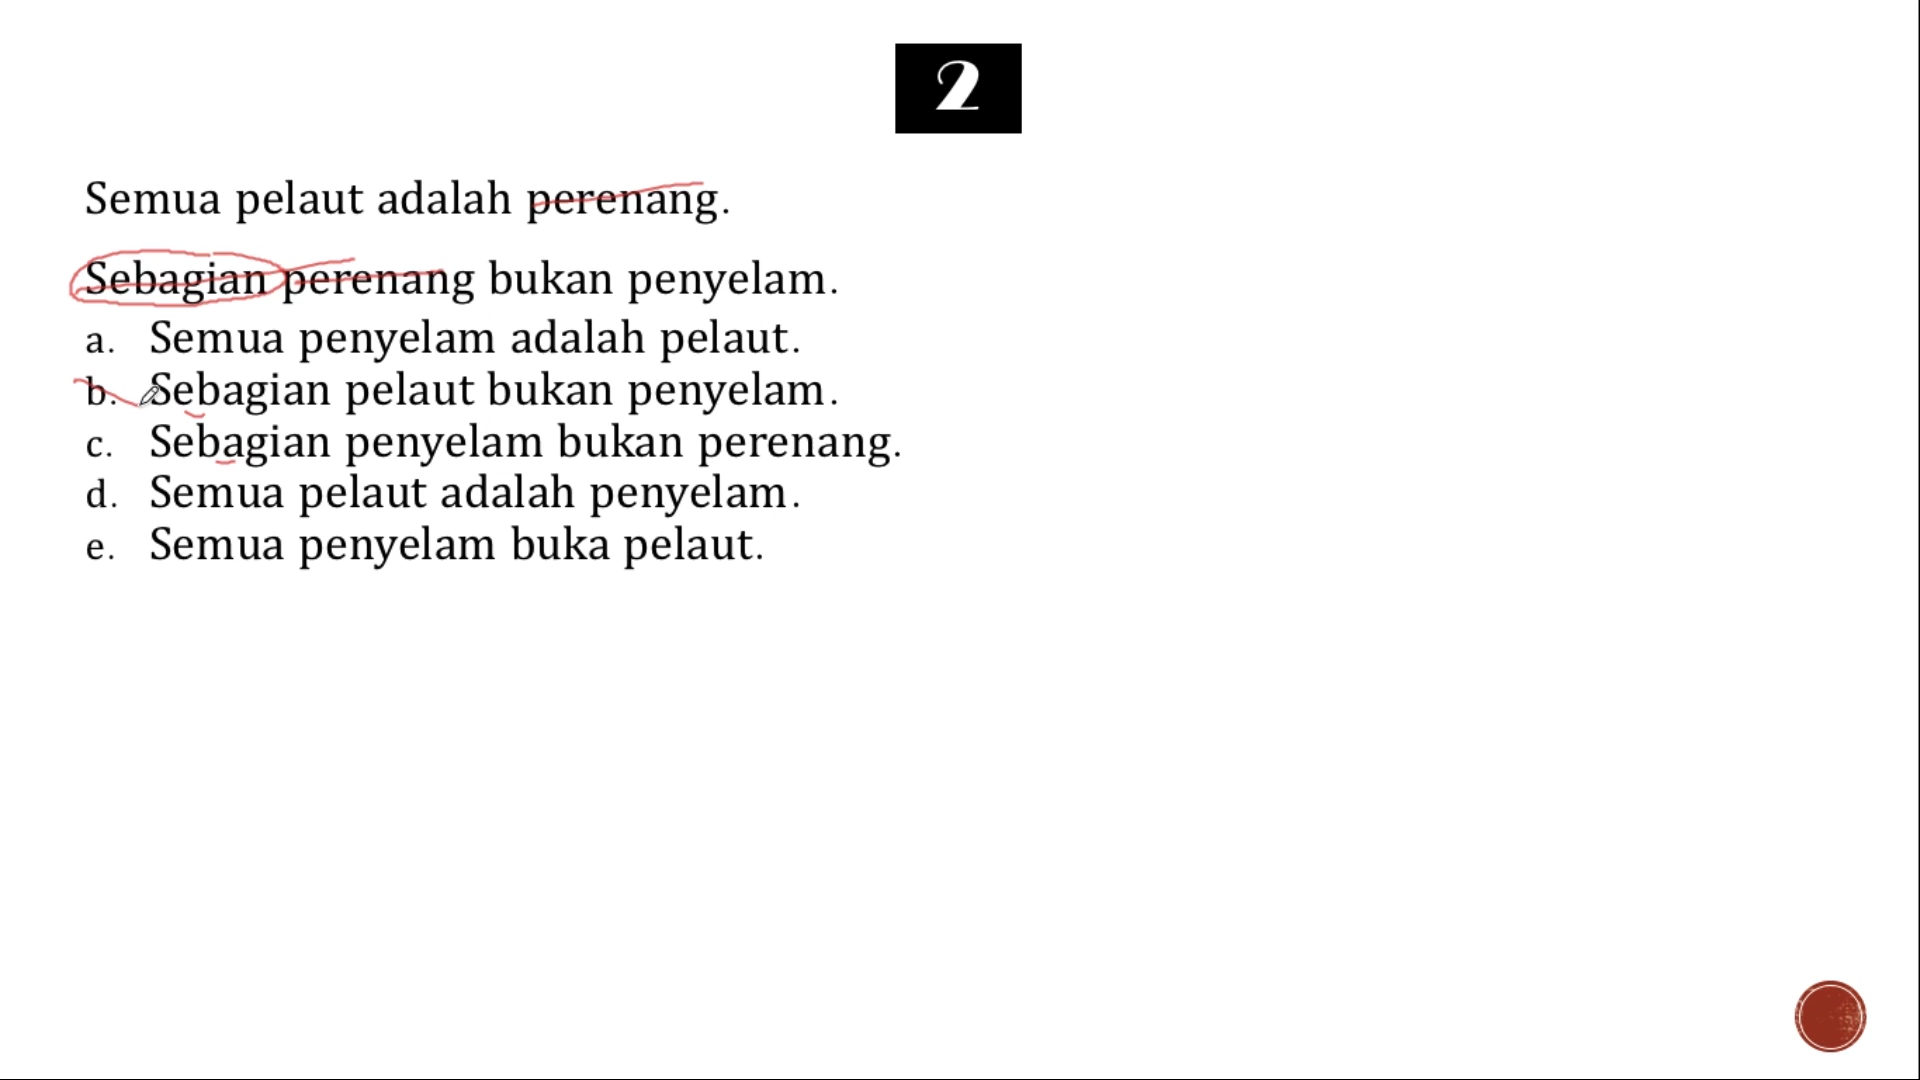 2
Semua pelaut adalah perenang.
Sebagian perenang bukan penyelam.
a. Semua penyelam adalah pelaut.
b. Sebagian pelaut bukan penyelam.
c. Sebagian penyelam bukan perenang.
d. Semua pelaut adalah penyelam.
e. Semua penyelam buka pelaut.